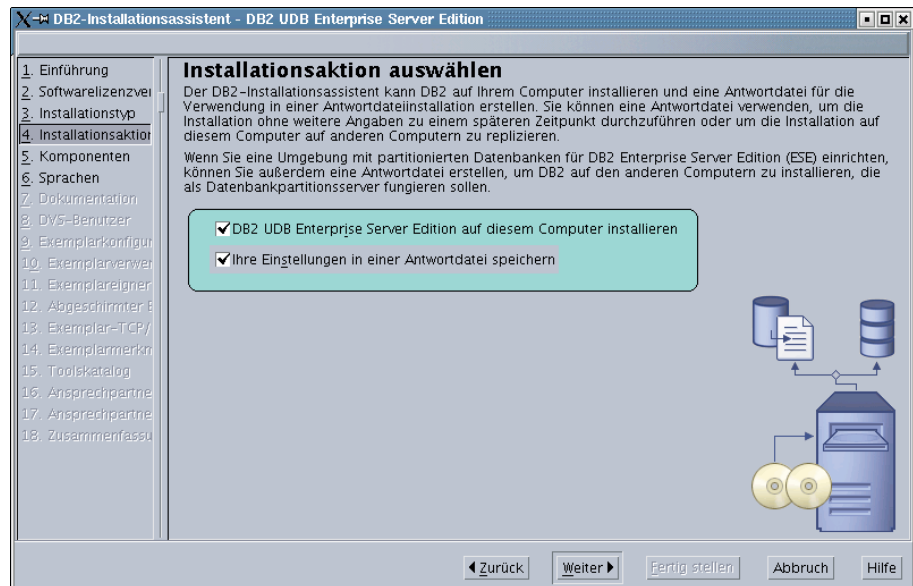 DB2-Installationsassistent - DB2 UDB Enterprise Server Edition
1. Einführung
2. Softwarelizenzver
3. Installationstyp
4. Installationsaktion
5. Komponenten
6. Sprachen
7. Dokumentation
8. DVS-Benutzer
9. Exemplarkonfigur
10. Exemplarverwer
11. Exemplareigner
12. Abgeschirmter E
13. Exemplar-TCP/
14. Exemplarmerkm
15. Toolskatalog
16. Ansprechpartne
17. Ansprechpartne
18. Zusammenfassu
Installationsaktion auswählen
Der DB2-Installationsassistent kann DB2 auf Ihrem Computer installieren und eine Antwortdatei für die
Verwendung in einer Antwortdateiinstallation erstellen. Sie können eine Antwortdatei verwenden, um die
Installation ohne weitere Angaben zu einem späteren Zeitpunkt durchzuführen oder um die Installation auf
diesem Computer auf anderen Computern zu replizieren.
Wenn Sie eine Umgebung mit partitionierten Datenbanken für DB2 Enterprise Server Edition (ESE) einrichten,
können Sie außerdem eine Antwortdatei erstellen, um DB2 auf den anderen Computern zu installieren, die
als Datenbankpartitionsserver fungieren sollen.
DB2 UDB Enterprise Server Edition auf diesem Computer installieren
Ihre Einstellungen in einer Antwortdatei speichern
Zurück
Weiter
Fertig stellen
Abbruch
Hilfe